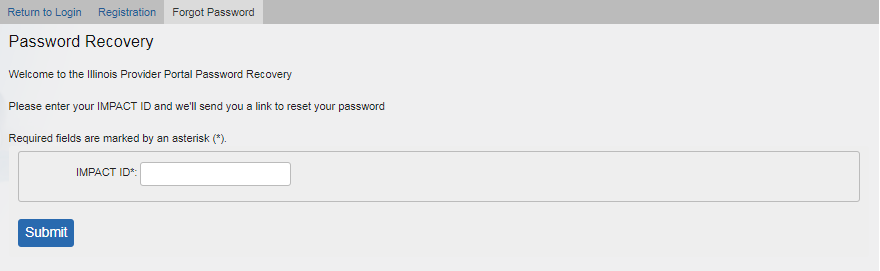 Return to Login Registration Forgot Password
Password Recovery
Welcome to the Illinois Provider Portal Password Recovery
Please enter your IMPACT ID and we'll send you a link to reset your password
Required fields are marked by an asterisk (*).
IMPACT ID*:
Submit